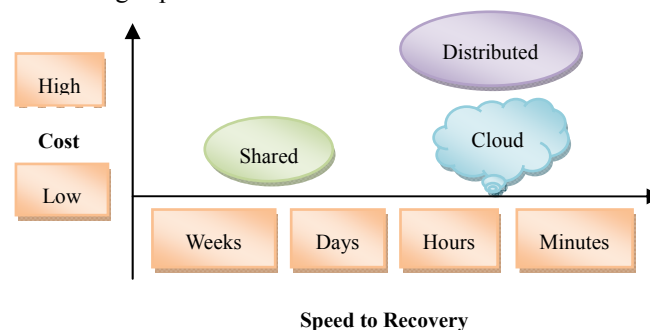 Distributed
High
Cost
Cloud
Shared
Low
Weeks
Days
Hours
Minutes
Speed to Recovery